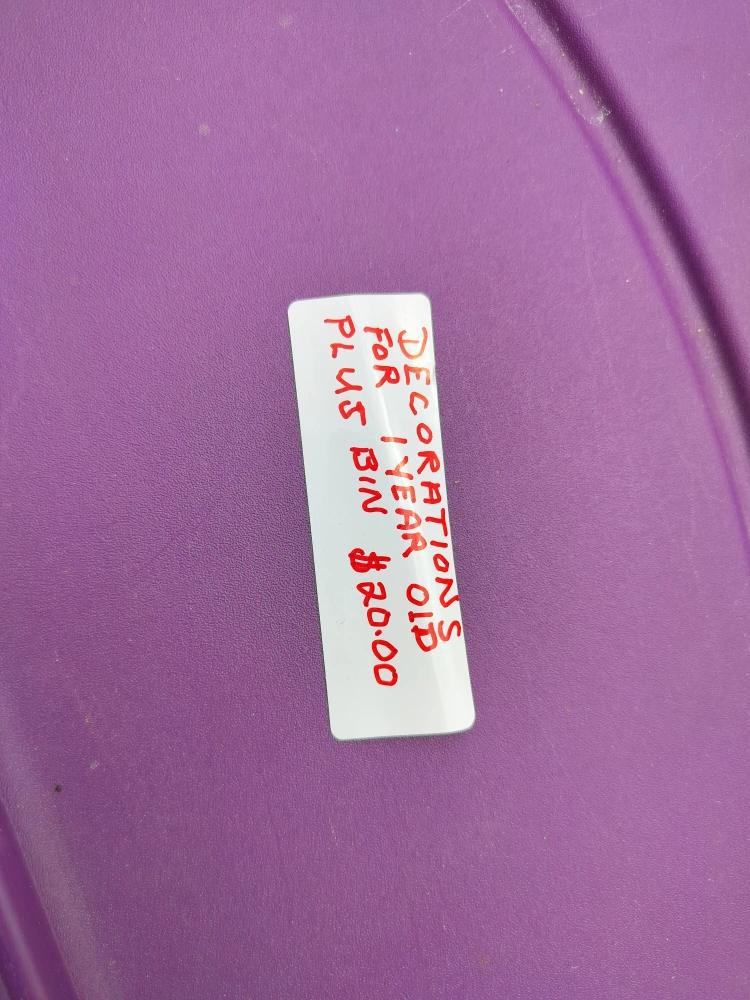 DECORATIONS
FOR 1 YEAR OlD
PLUS BIN $20.00